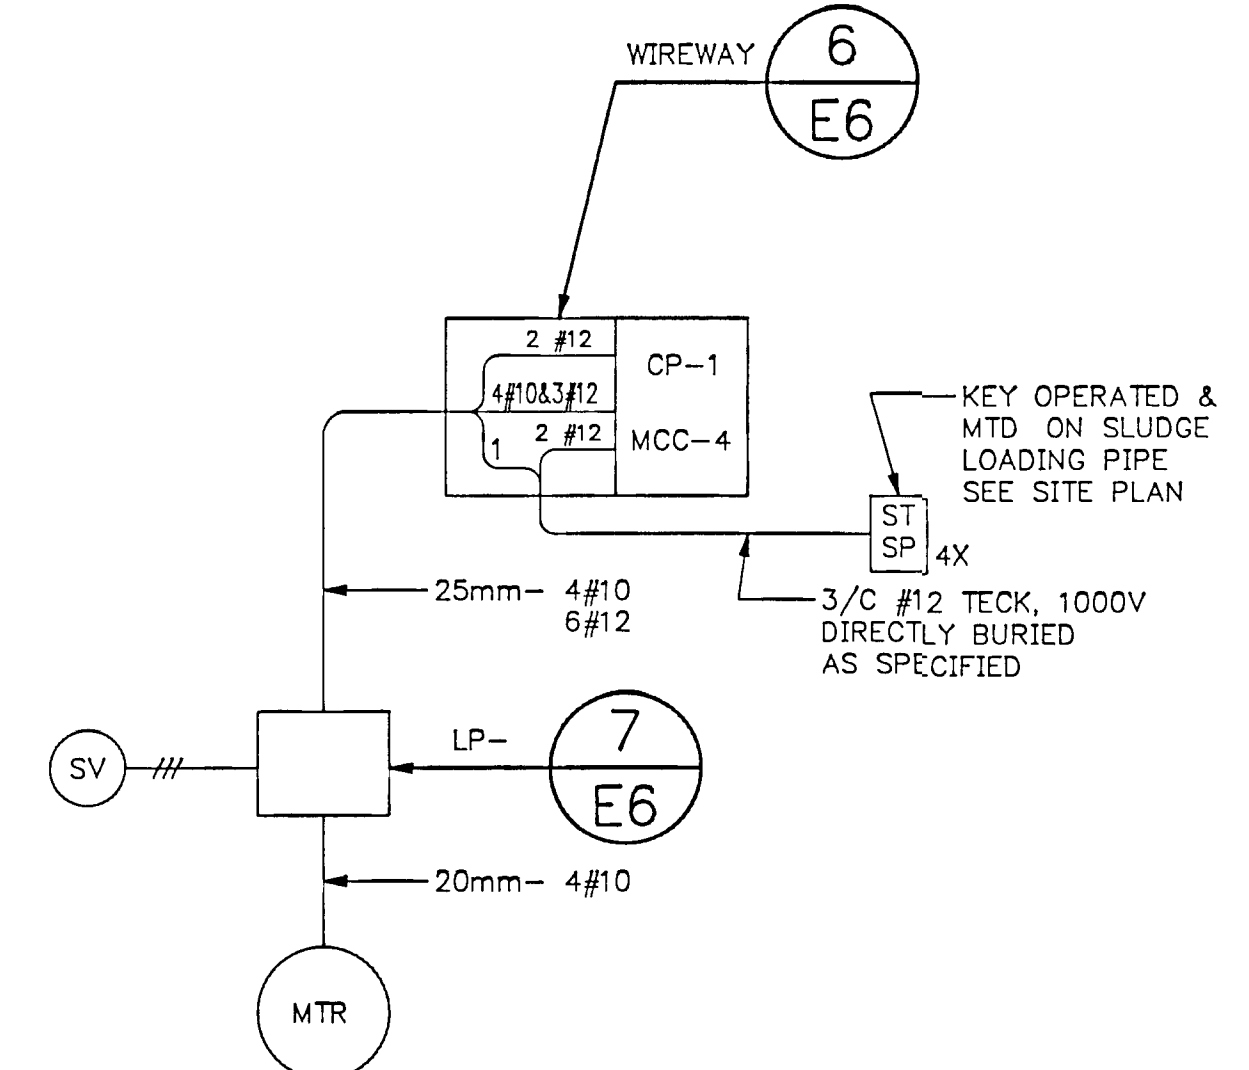 WIREWAY
6
E6
2 #12
CP-1
4#10&3#12
2 #12
MCC-4
1
KEY OPERATED &
MTD ON SLUDGE
LOADING PIPE
SEE SITE PLAN
ST
SP
4X
25mm- 4#10
6#12
3/C #12 TECK, 1000V
DIRECTLY BURIED
AS SPECIFIED
SV
LP-
7
E6
20mm- 4#10
MTR